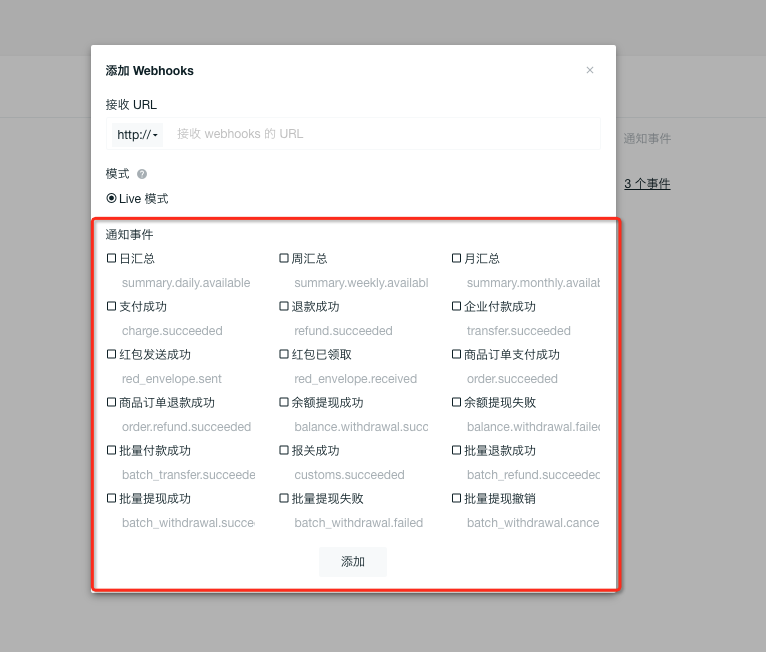 添加 Webhooks
×
接收 URL
http://
接收 webhooks 的 URL
通知事件
模式 ?
3 个事件
Live 模式
通知事件
日汇总 周汇总 月汇总
summary.daily.available summary.weekly.availabl summary.monthly.availab
支付成功 退款成功 企业付款成功
charge.succeeded refund.succeeded transfer.succeeded
红包发送成功 红包已领取 商品订单支付成功
red_envelope.sent red_envelope.received order.succeeded
商品订单退款成功 余额提现成功 余额提现失败
order.refund.succeeded balance.withdrawal.succ balance.withdrawal.failed
批量付款成功 报关成功 批量退款成功
batch_transfer.succeede customs.succeeded batch_refund.succeeded
批量提现成功 批量提现失败 批量提现撤销
batch_withdrawal.succe batch_withdrawal.failed batch_withdrawal.cance
添加